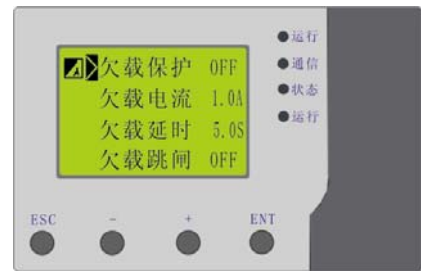 欠载保护 OFF
欠载电流 1.0A
欠载延时 5.0S
欠载跳闸 OFF
运行
通信
状态
运行
ESC - + ENT